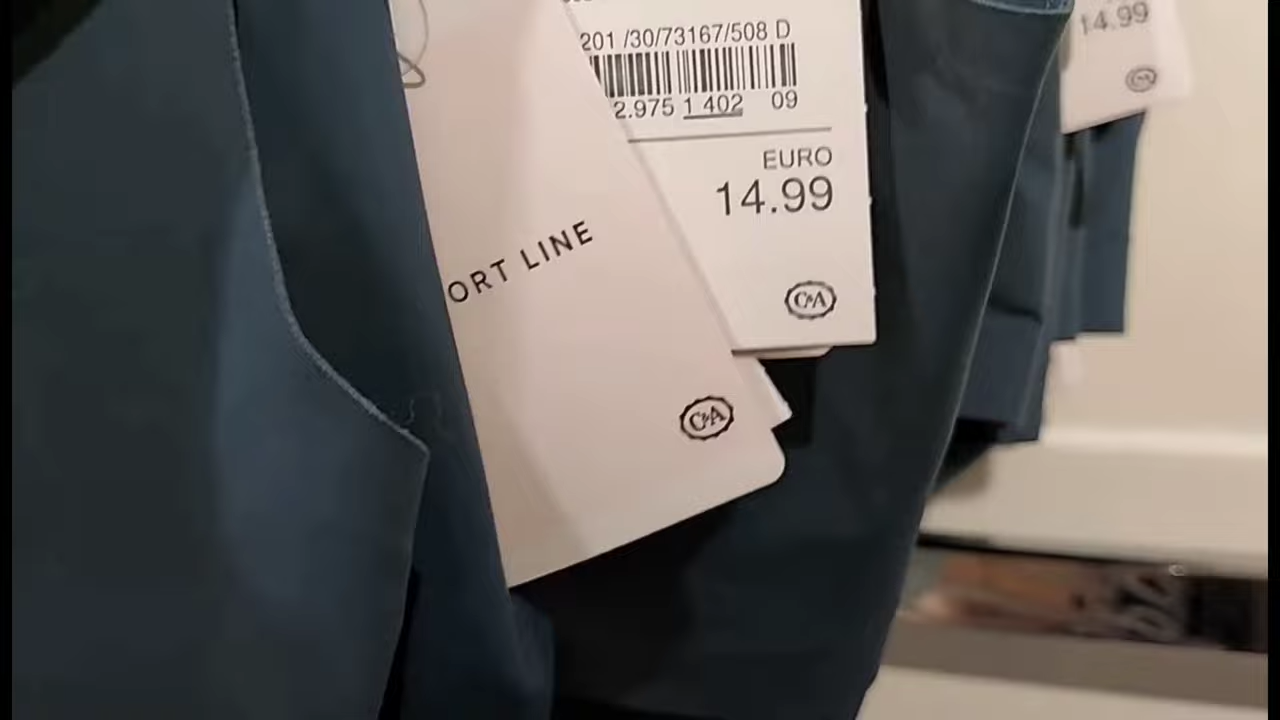 201 /30/73167/508 D
2.975 1 402 09
EURO
14.99
C&A
ORT LINE
C&A
14.99
C&A